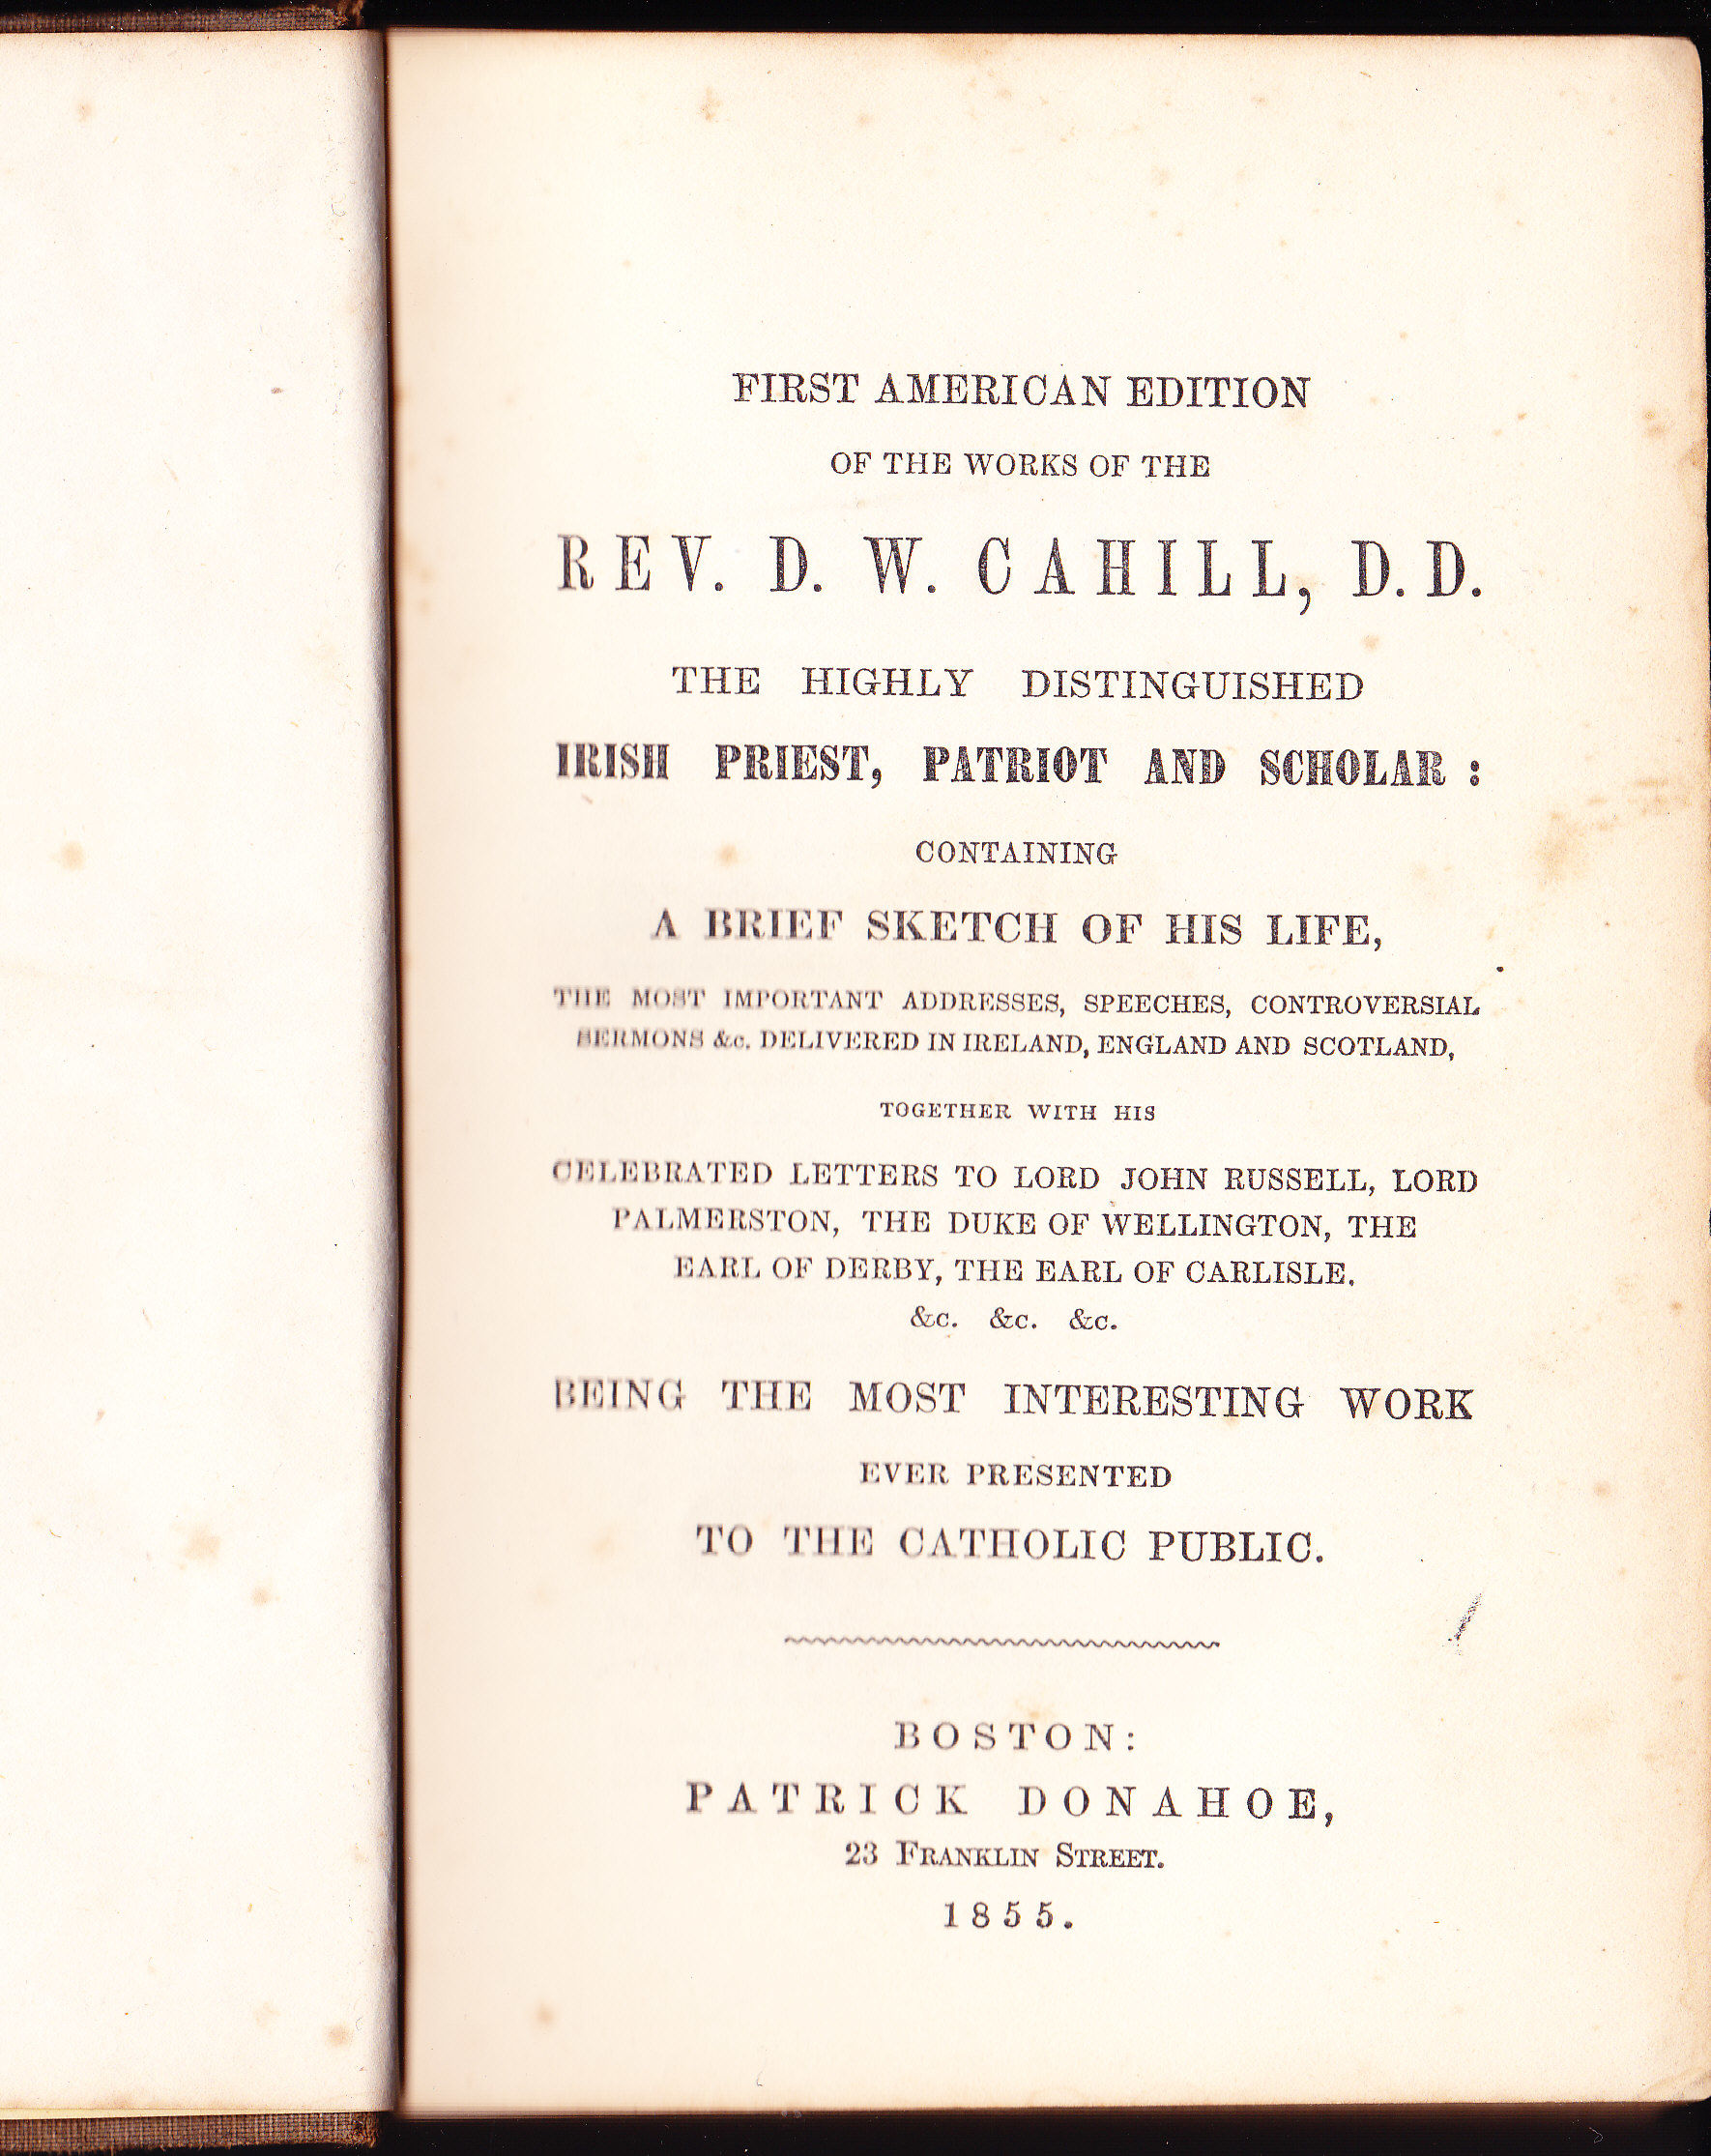 FIRST AMERICAN EDITION
OF THE WORKS OF THE
REV. D. W. CAHILL, D.D.
THE HIGHLY DISTINGUISHED
IRISH PRIEST, PATRIOT AND SCHOLAR :
CONTAINING
A BRIEF SKETCH OF HIS LIFE,
THE MOST IMPORTANT ADDRESSES, SPEECHES, CONTROVERSIAL
SERMONS &c. DELIVERED IN IRELAND, ENGLAND AND SCOTLAND,
TOGETHER WITH HIS
CELEBRATED LETTERS TO LORD JOHN RUSSELL, LORD
PALMERSTON, THE DUKE OF WELLINGTON, THE
EARL OF DERBY, THE EARL OF CARLISLE.
&c. &c. &c.
BEING THE MOST INTERESTING WORK
EVER PRESENTED
TO THE CATHOLIC PUBLIC.
BOSTON:
PATRICK DONAHOE,
23 FRANKLIN STREET.
1855.